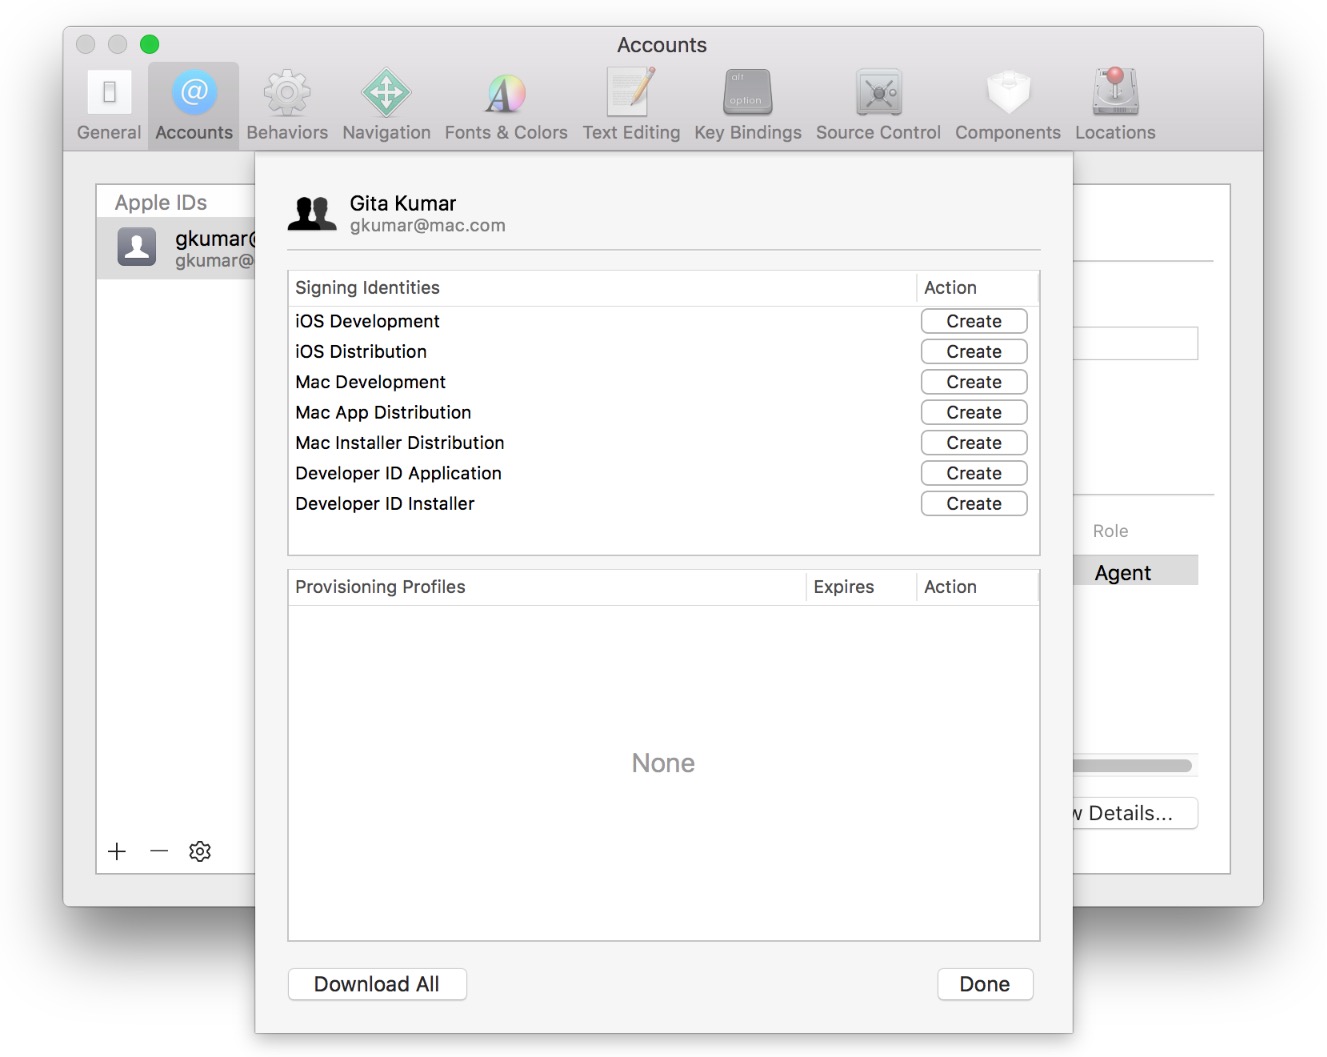 Accounts
General
Accounts
Behaviors
Navigation
Fonts & Colors
Text Editing
alt
option
Key Bindings
Source Control
Components
Locations
Apple IDs
gkumar@
gkumar@
Gita Kumar
gkumar@mac.com
Signing Identities Action
iOS Development Create
iOS Distribution Create
Mac Development Create
Mac App Distribution Create
Mac Installer Distribution Create
Developer ID Application Create
Developer ID Installer Create
Provisioning Profiles Expires Action
None
Role
Agent
w Details...
Download All
Done